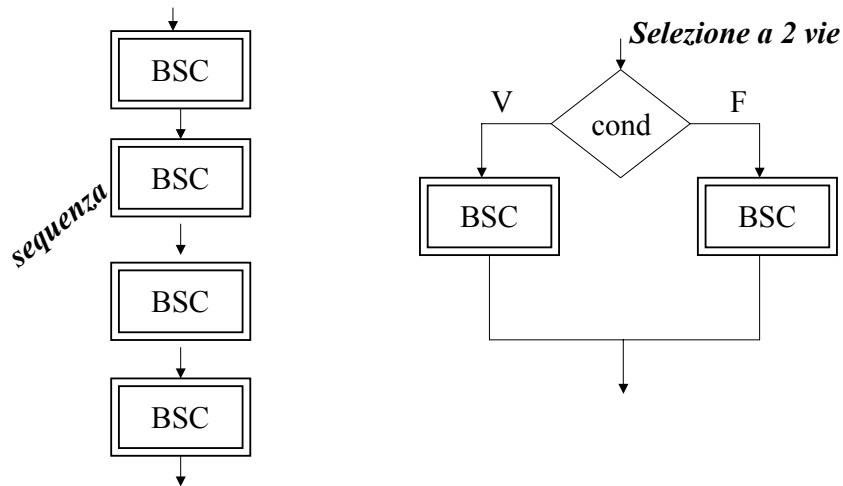 sequenza
BSC
BSC
BSC
BSC
Selezione a 2 vie
V
F
cond
BSC
BSC